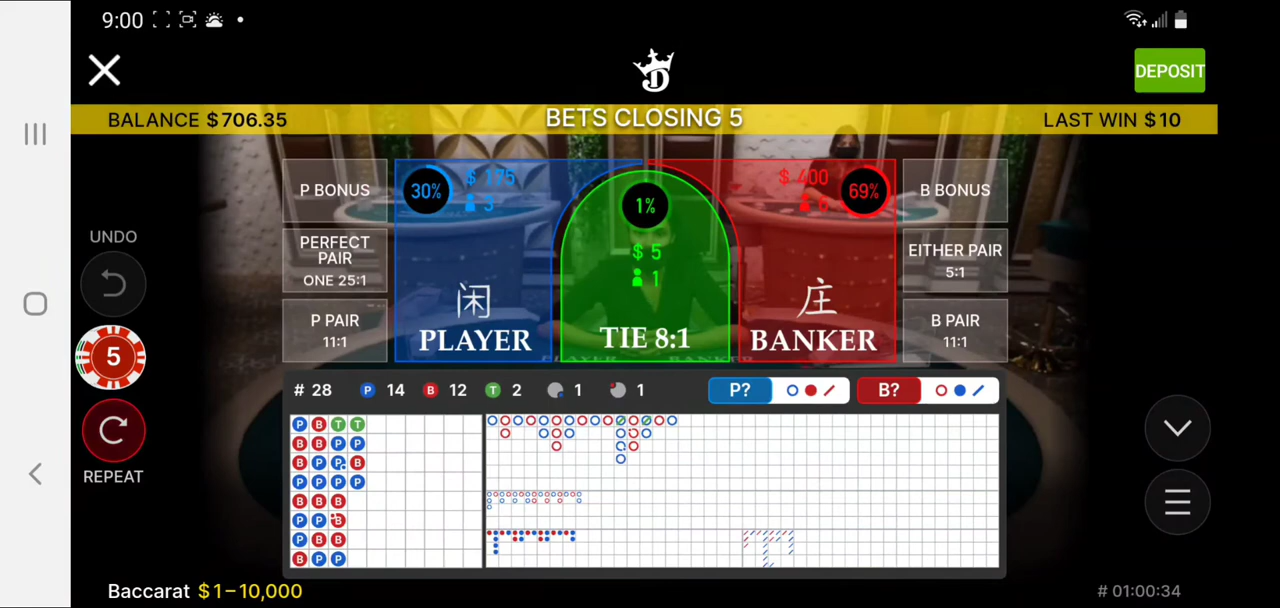 9:00
DEPOSIT
BALANCE $706.35
BETS CLOSING 5
LAST WIN $10
P BONUS
30%
$ 175
3
1%
$ 5
1
$ 400
6
69%
B BONUS
UNDO
PERFECT
PAIR
ONE 25:1
EITHER PAIR
5:1
闲
PLAYER
TIE 8:1
庄
BANKER
P PAIR
11:1
B PAIR
11:1
5
REPEAT
# 28 P 14 B 12 T 2 1 1
P?
B?
P B T T
B B P P
B P P B
P P P P
B B B
P P B
P B B
B P P
Baccarat $1–10,000
# 01:00:34